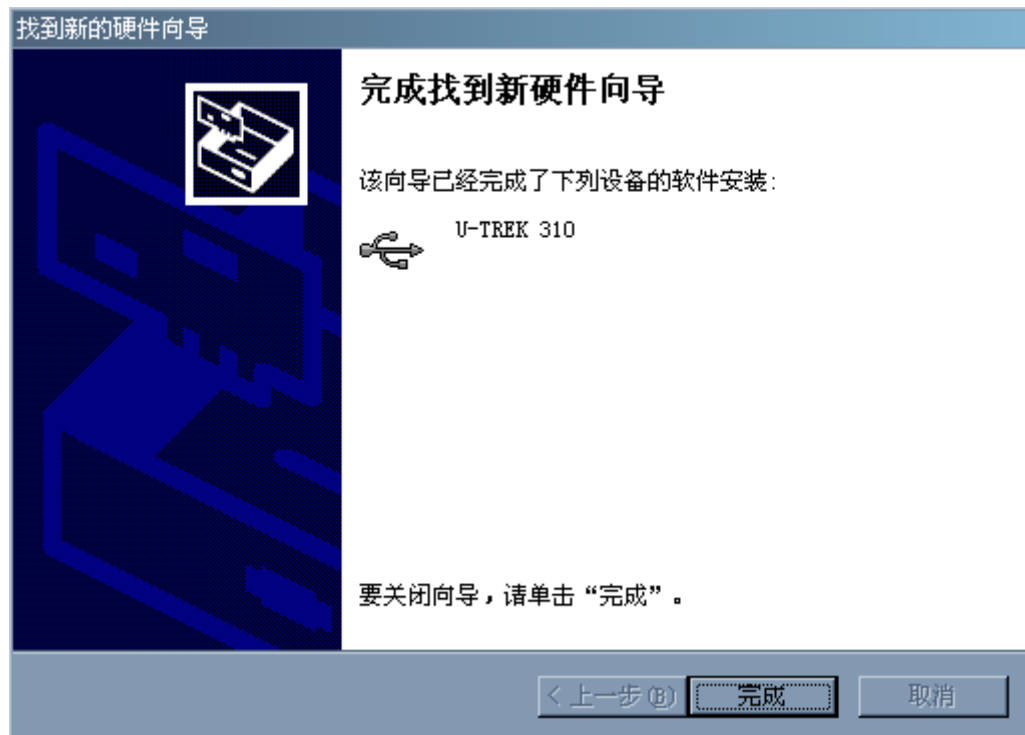 找到新的硬件向导
完成找到新硬件向导
该向导已经完成了下列设备的软件安装:
U-TREK 310
要关闭向导，请单击“完成”。
< 上一步(B)
完成
取消